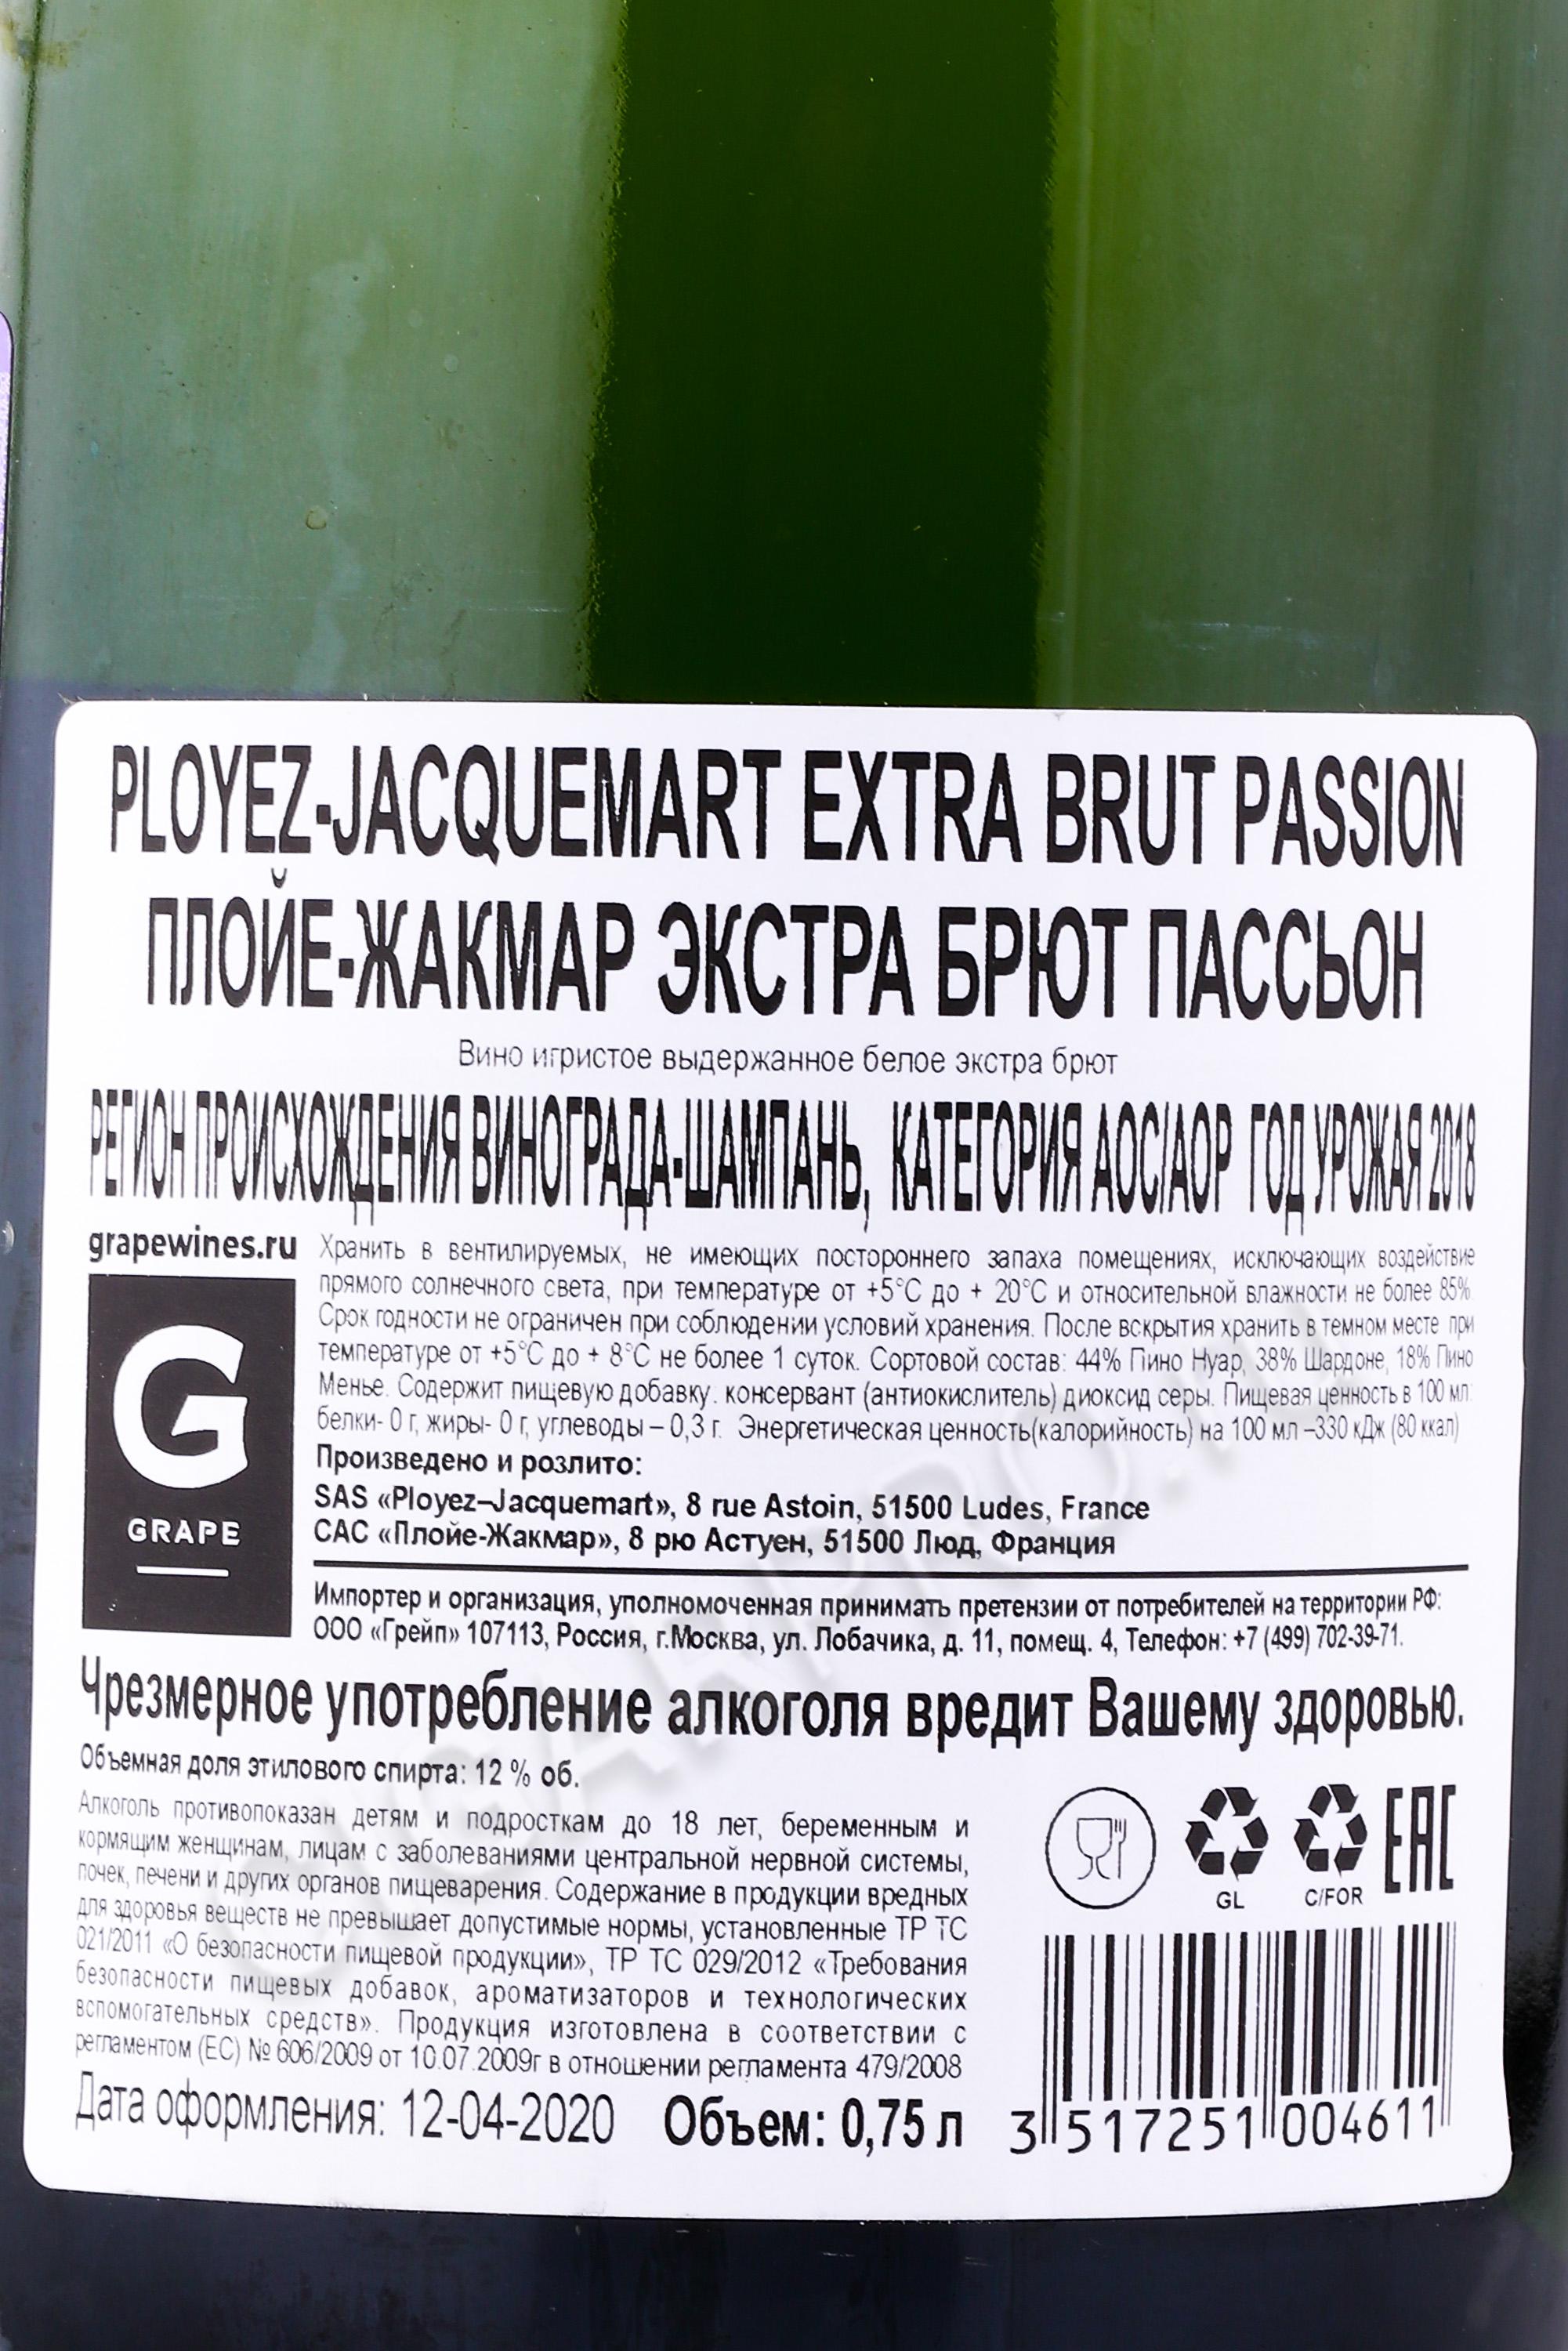 PLOYEZ-JACQUEMART EXTRA BRUT PASSION
ПЛОЙЕ-ЖАКМАР ЭКСТРА БРЮТ ПАССЬОН
Вино игристое выдержанное белое экстра брют
РЕГИОН ПРОИСХОЖДЕНИЯ ВИНОГРАДА-ШАМПАНЬ, КАТЕГОРИЯ AOC/AOP ГОД УРОЖАЯ 2018
grapewines.ru
G
GRAPE
Хранить в вентилируемых, не имеющих постороннего запаха помещениях, исключающих воздействие
прямого солнечного света, при температуре от +5°С до + 20°С и относительной влажности не более 85%.
Срок годности не ограничен при соблюдении условий хранения. После вскрытия хранить в темном месте при
температуре от +5°С до + 8°С не более 1 суток. Сортовой состав: 44% Пино Нуар, 38% Шардоне, 18% Пино
Менье. Содержит пищевую добавку: консервант (антиокислитель) диоксид серы. Пищевая ценность в 100 мл:
белки- 0 г, жиры- 0 г, углеводы – 0,3 г. Энергетическая ценность(калорийность) на 100 мл –330 кДж (80 ккал)
Произведено и розлито:
SAS «Ployez–Jacquemart», 8 rue Astoin, 51500 Ludes, France
САС «Плойе-Жакмар», 8 рю Астуен, 51500 Люд, Франция
Импортер и организация, уполномоченная принимать претензии от потребителей на территории РФ:
ООО «Грейп» 107113, Россия, г.Москва, ул. Лобачика, д. 11, помещ. 4, Телефон: +7 (499) 702-39-71.
Чрезмерное употребление алкоголя вредит Вашему здоровью.
Объемная доля этилового спирта: 12 % об.
Алкоголь противопоказан детям и подросткам до 18 лет, беременным и
кормящим женщинам, лицам с заболеваниями центральной нервной системы,
почек, печени и других органов пищеварения. Содержание в продукции вредных
для здоровья веществ не превышает допустимые нормы, установленные ТР ТС
021/2011 «О безопасности пищевой продукции», ТР ТС 029/2012 «Требования
безопасности пищевых добавок, ароматизаторов и технологических
вспомогательных средств». Продукция изготовлена в соответствии с
регламентом (ЕС) № 606/2009 от 10.07.2009г в отношении регламента 479/2008
GL
C/FOR
EAC
Дата оформления: 12-04-2020 Объем: 0,75 л
3 517251 004611